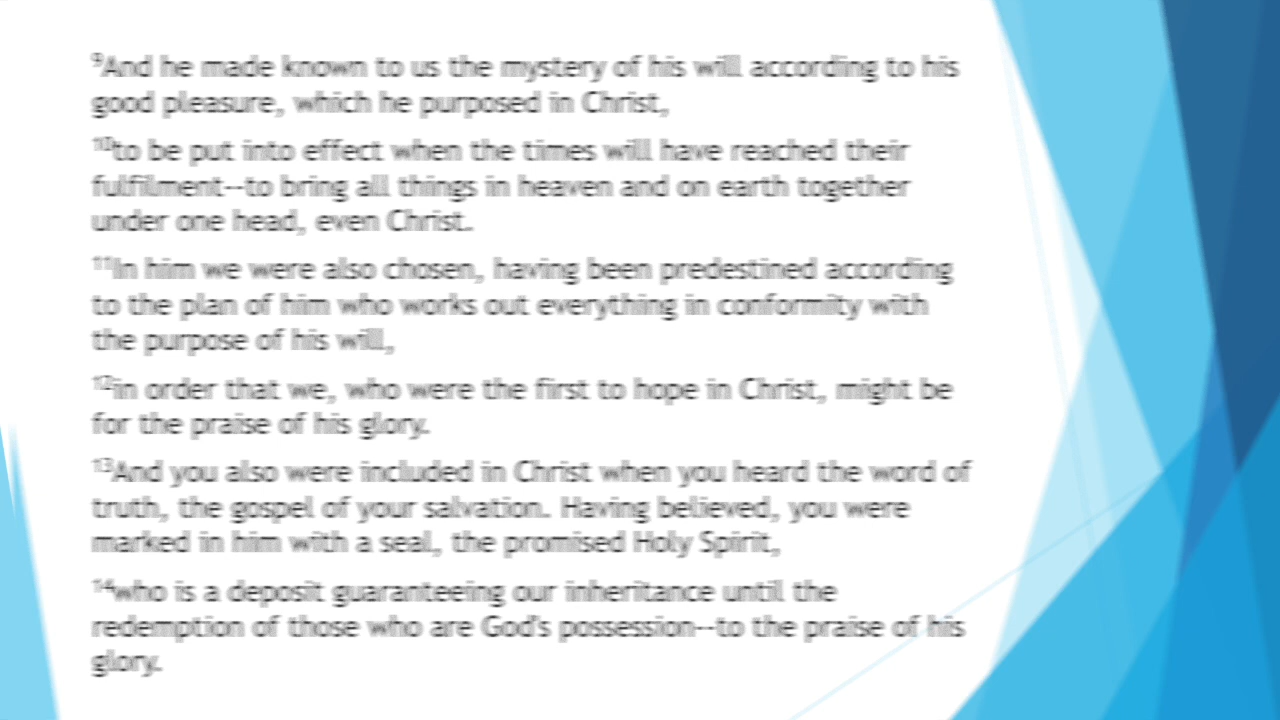 ⁹And he made known to us the mystery of his will according to his
good pleasure, which he purposed in Christ,
¹⁰to be put into effect when the times will have reached their
fulfilment--to bring all things in heaven and on earth together
under one head, even Christ.
¹¹In him we were also chosen, having been predestined according
to the plan of him who works out everything in conformity with
the purpose of his will,
¹²in order that we, who were the first to hope in Christ, might be
for the praise of his glory.
¹³And you also were included in Christ when you heard the word of
truth, the gospel of your salvation. Having believed, you were
marked in him with a seal, the promised Holy Spirit,
¹⁴who is a deposit guaranteeing our inheritance until the
redemption of those who are God's possession--to the praise of his
glory.